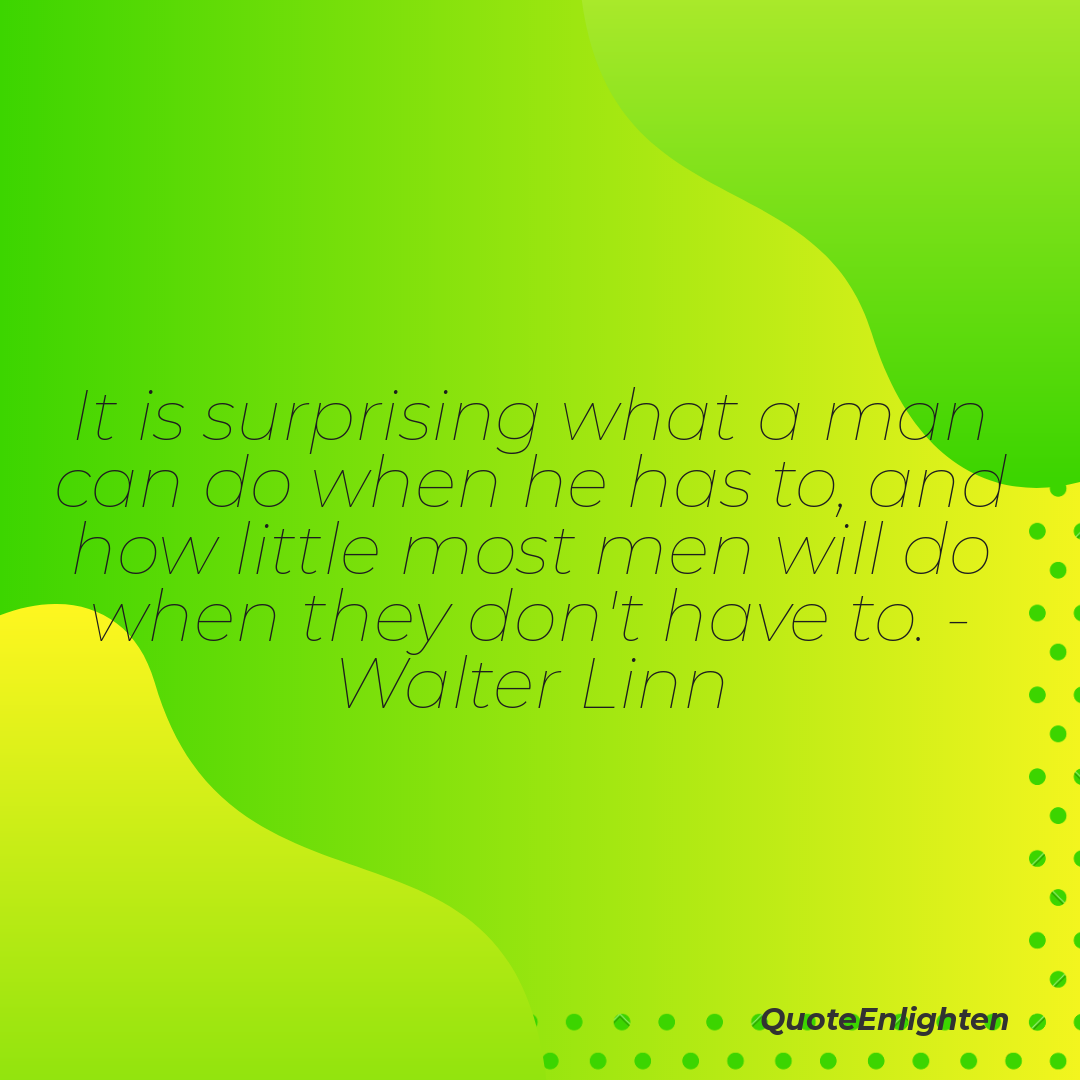 It is surprising what a man
can do when he has to, and
how little most men will do
when they don't have to. -
Walter Linn
QuoteEnlighten